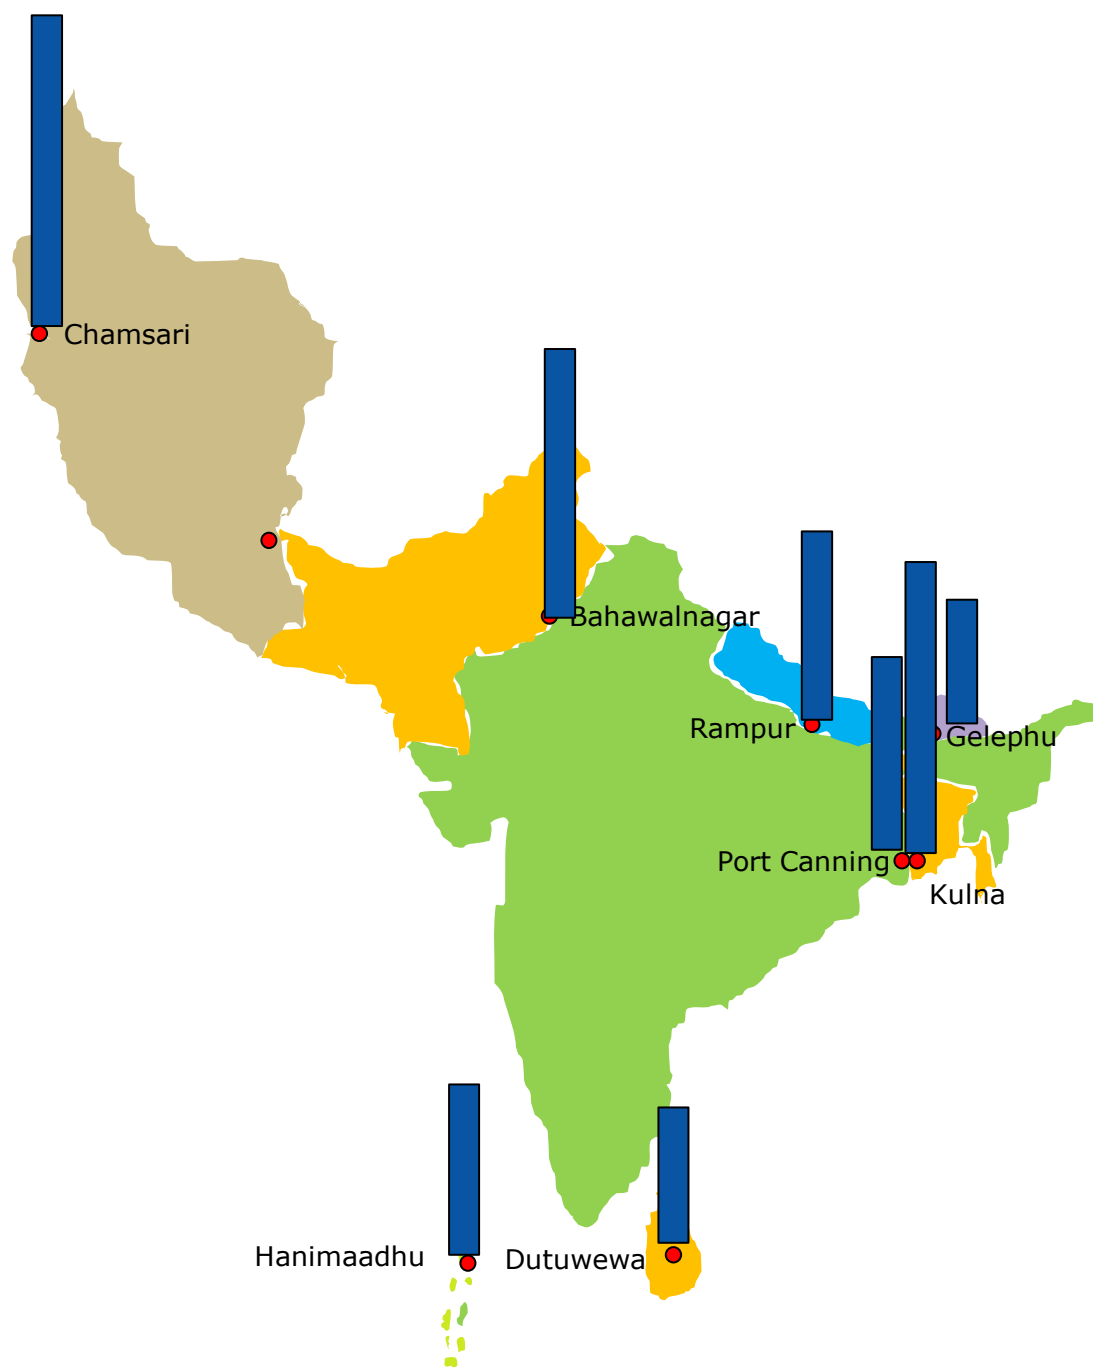 Chamsari
Bahawalnagar
Rampur
Gelephu
Port Canning
Kulna
Hanimaadhu
Dutuwewa